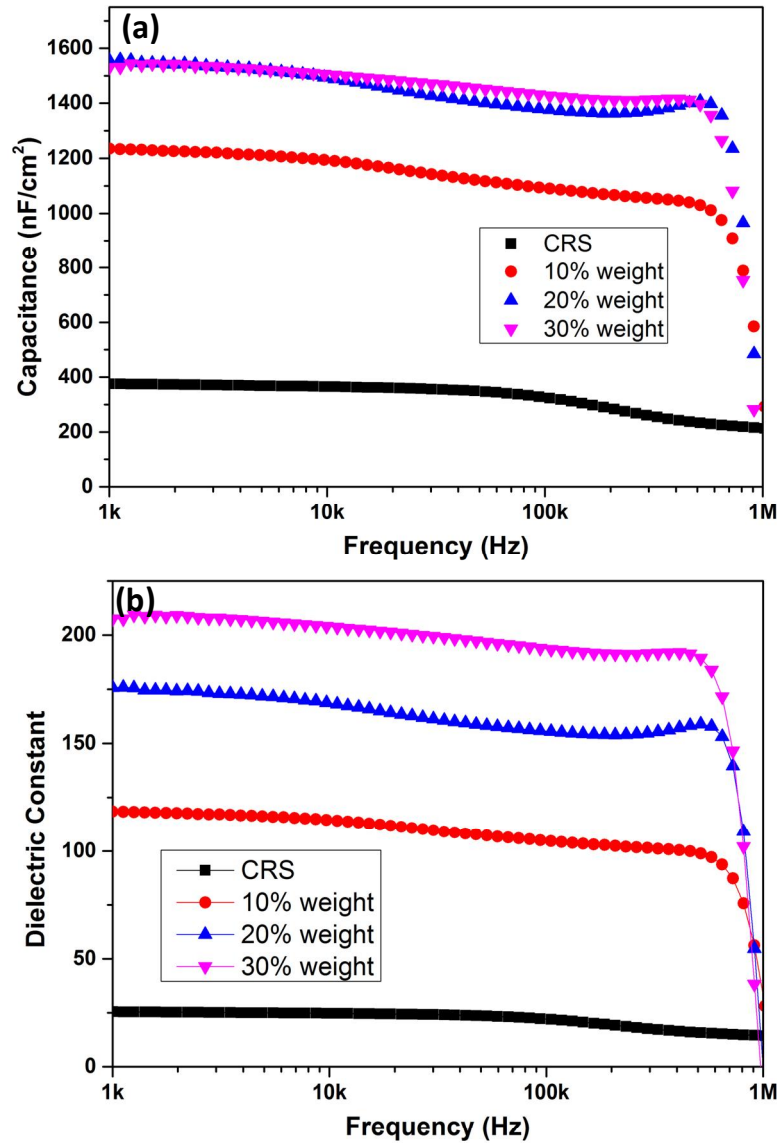 (a)
1600
1400
1200
1000
800
600
400
200
0
Capacitance (nF/cm²)
CRS
10% weight
20% weight
30% weight
1k 10k 100k 1M
Frequency (Hz)
(b)
200
150
100
50
0
Dielectric Constant
CRS
10% weight
20% weight
30% weight
1k 10k 100k 1M
Frequency (Hz)